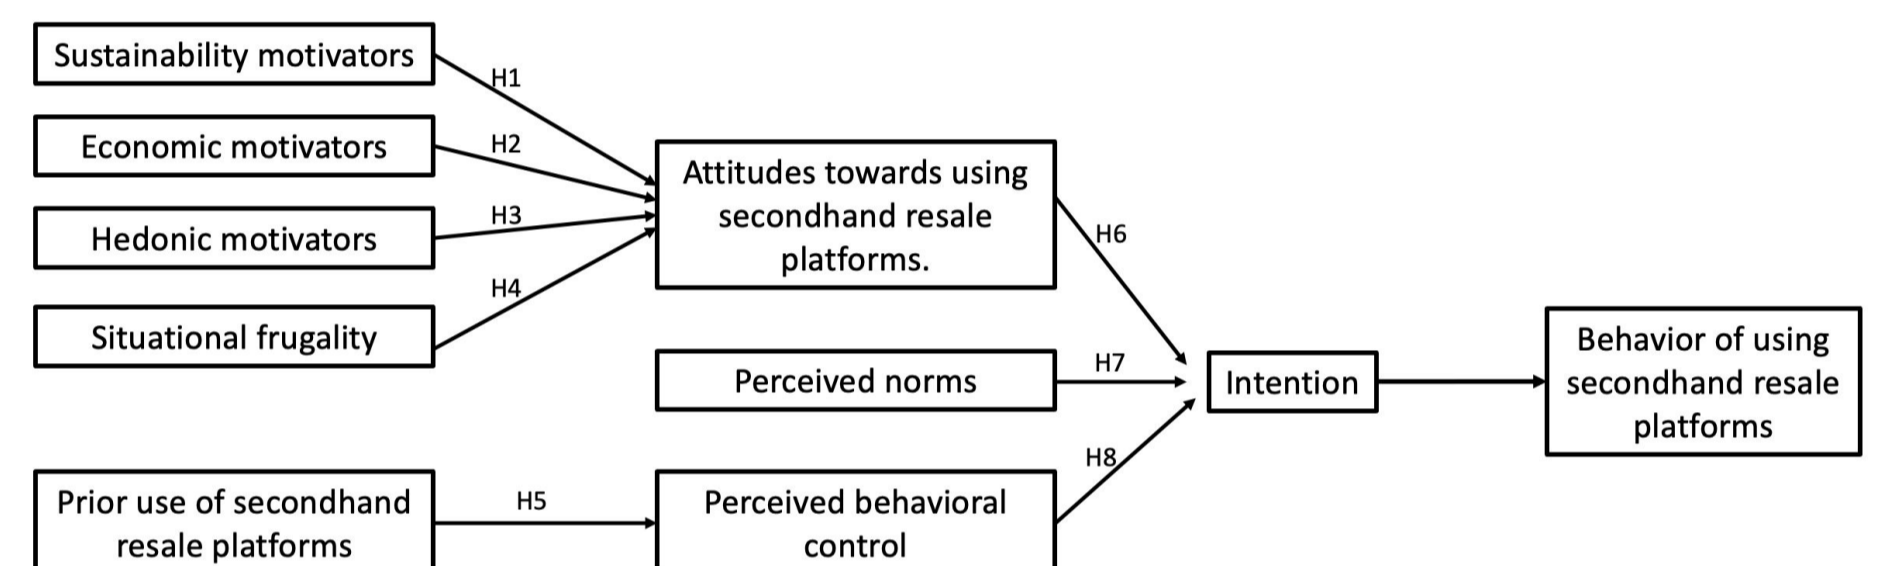 Sustainability motivators
H1
Economic motivators
H2
Hedonic motivators
H3
Situational frugality
H4
Attitudes towards using
secondhand resale
platforms.
H6
Perceived norms
H7
Intention
Behavior of using
secondhand resale
platforms
Prior use of secondhand
resale platforms
H5
Perceived behavioral
control
H8